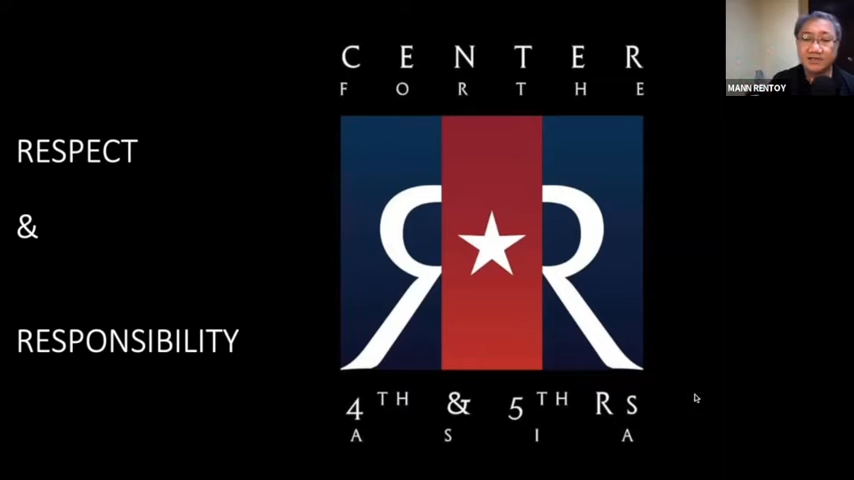 RESPECT
&
RESPONSIBILITY
CENTER
FOR THE
4TH & 5TH Rs
ASIA
MANN RENTOY